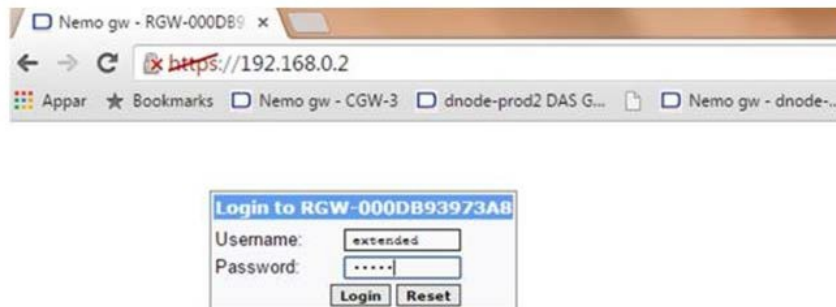 Nemo gw - RGW-000DB9
https://192.168.0.2
Appar Bookmarks Nemo gw - CGW-3 dnode-prod2 DAS G... Nemo gw - dnode-...
Login to RGW-000DB93973A8
Username: extended
Password: •••••
Login Reset